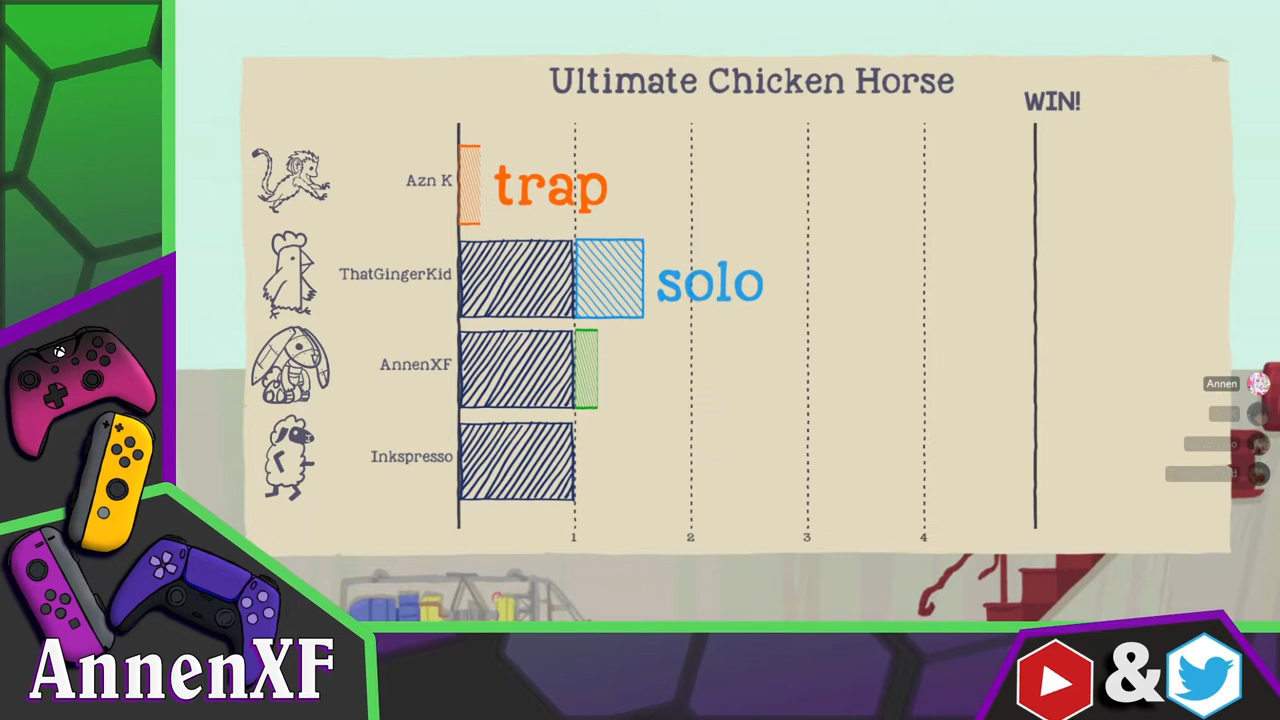 Ultimate Chicken Horse
WIN!
Azn K
trap
ThatGingerKid
solo
AnnenXF
Annen
Inkspresso
1
2
3
4
AnnenXF
&